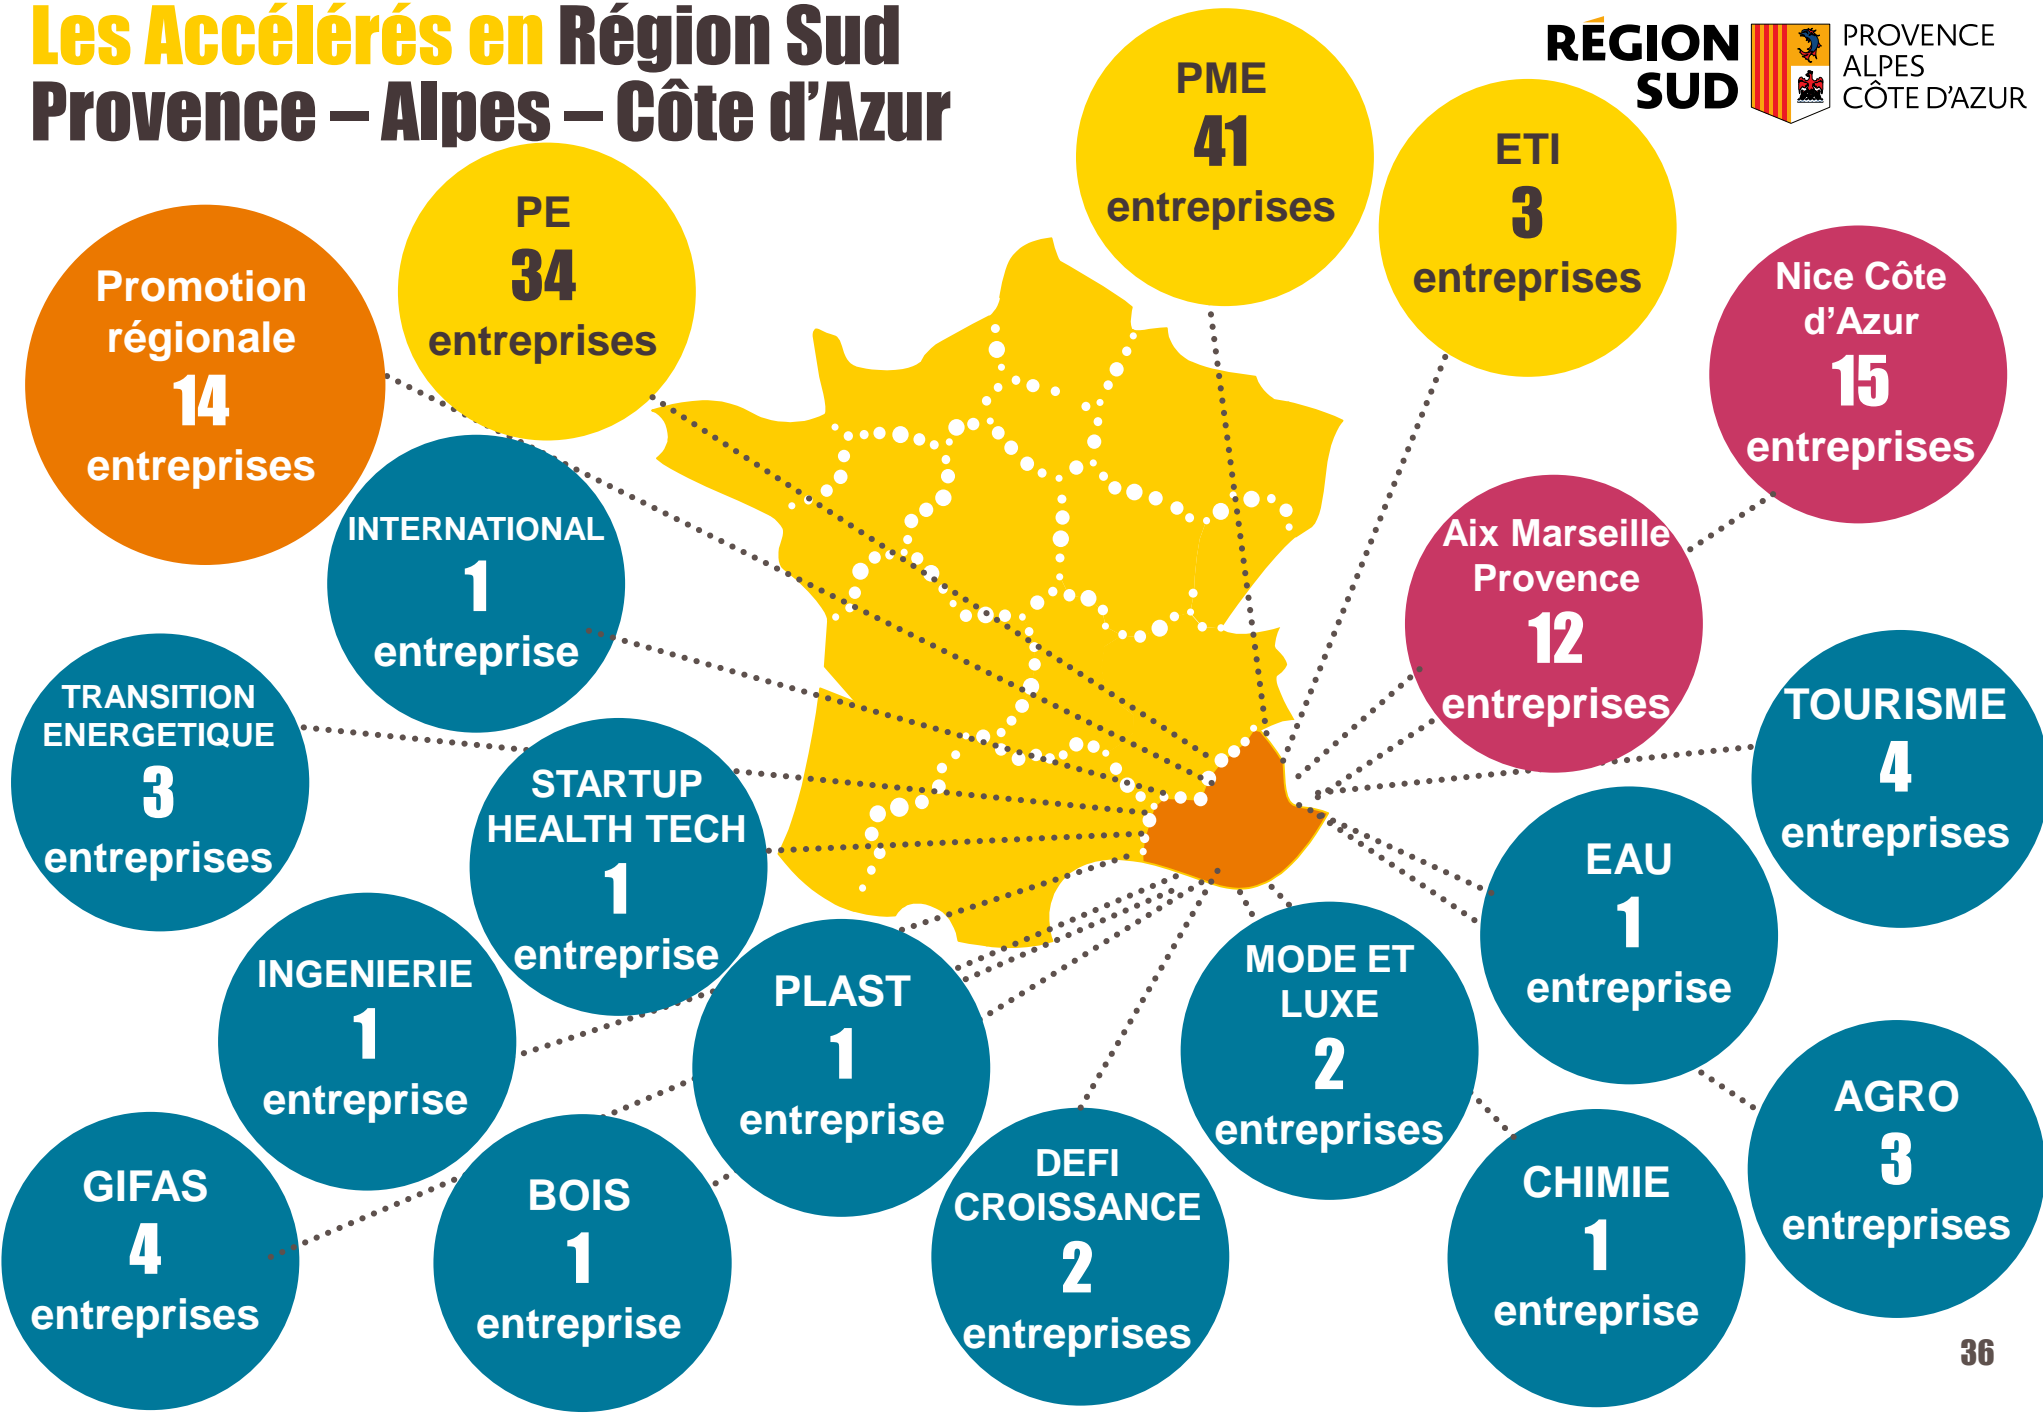 Les Accélérés en Région Sud
Provence – Alpes – Côte d'Azur
RÉGION
SUD
PROVENCE
ALPES
CÔTE D'AZUR
PME
41
entreprises
ETI
3
entreprises
PE
34
entreprises
Promotion
régionale
14
entreprises
Nice Côte
d'Azur
15
entreprises
INTERNATIONAL
1
entreprise
Aix Marseille
Provence
12
entreprises
TRANSITION
ENERGETIQUE
3
entreprises
STARTUP
HEALTH TECH
1
entreprise
TOURISME
4
entreprises
EAU
1
entreprise
INGENIERIE
1
entreprise
PLAST
1
entreprise
MODE ET
LUXE
2
entreprises
AGRO
3
entreprises
GIFAS
4
entreprises
BOIS
1
entreprise
DEFI
CROISSANCE
2
entreprises
CHIMIE
1
entreprise
36